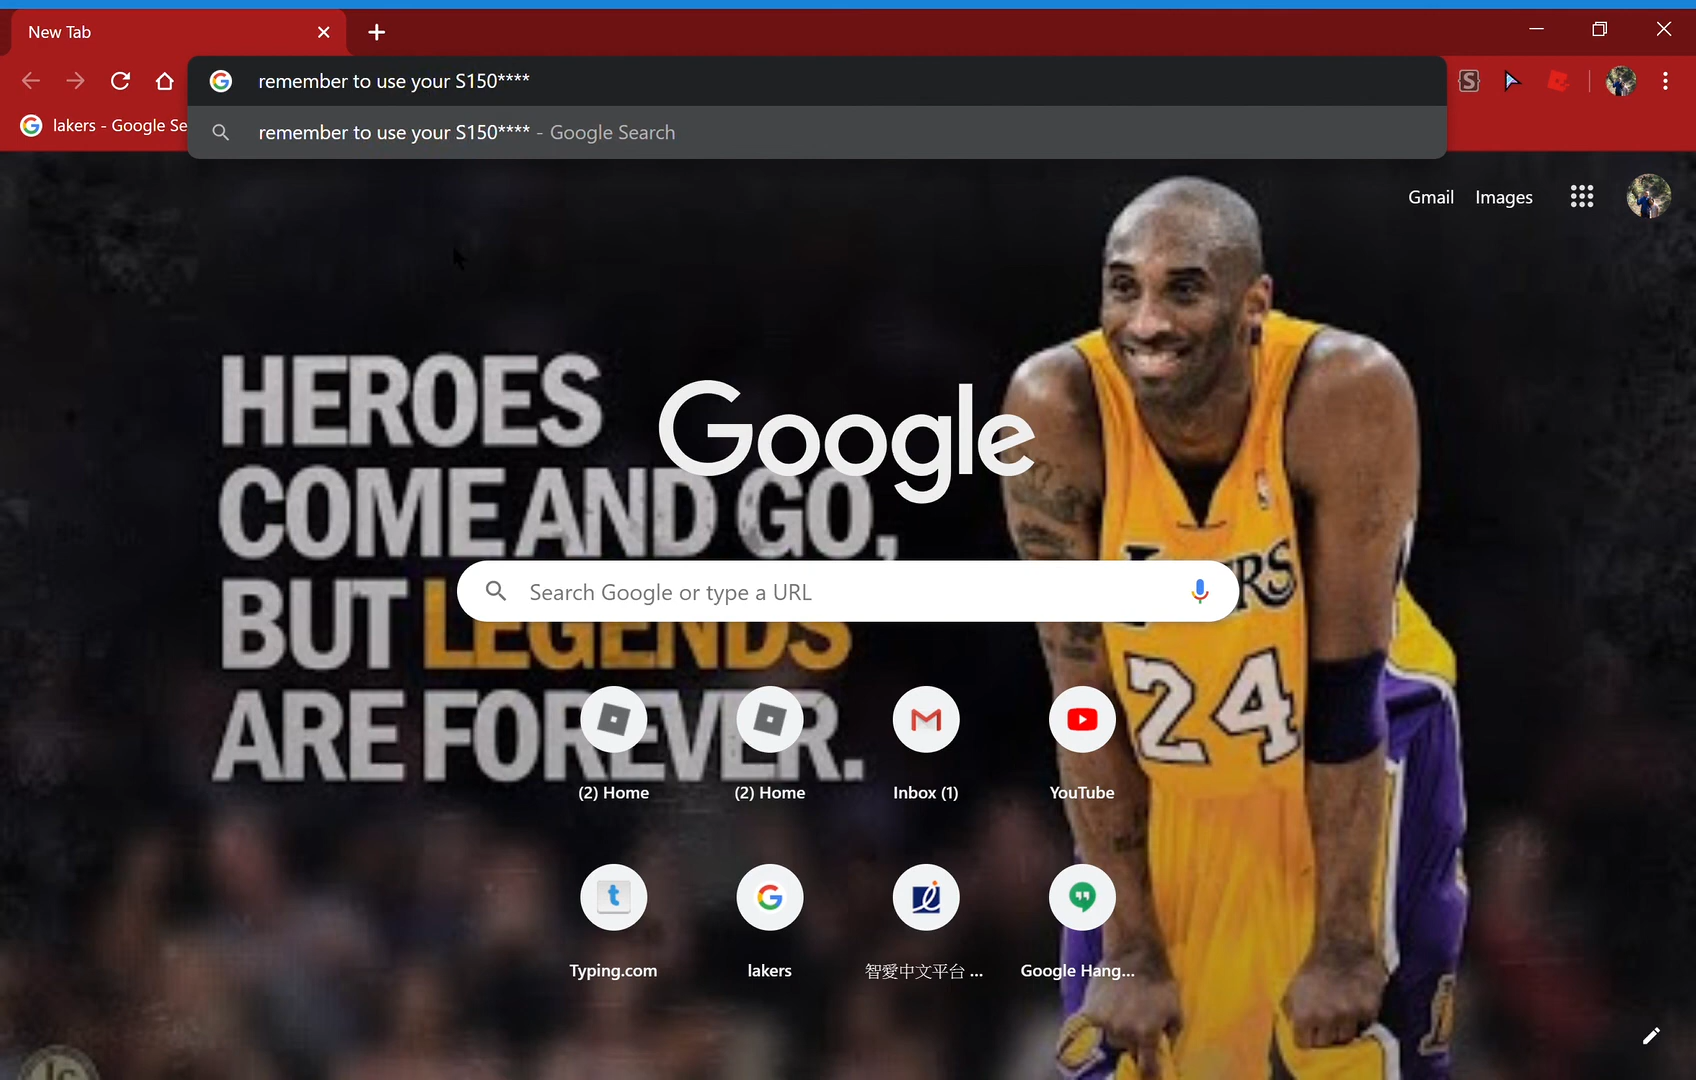 New Tab
remember to use your S150****
lakers - Google Se
remember to use your S150**** - Google Search
Gmail Images
HEROES
COME AND GO,
BUT LEGENDS
ARE FOREVER.
Google
Search Google or type a URL
24
(2) Home
(2) Home
Inbox (1)
YouTube
Typing.com
lakers
智愛中文平台 ...
Google Hang...